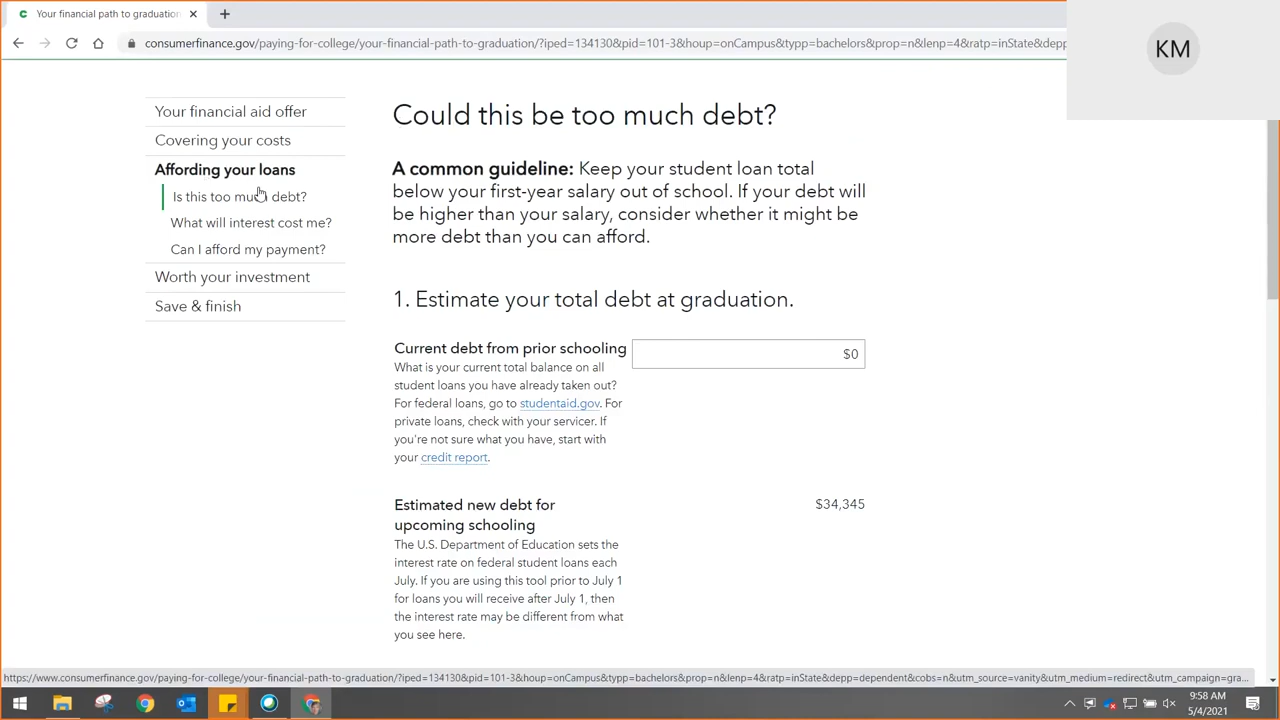 Your financial path to graduation
KM
consumerfinance.gov/paying-for-college/your-financial-path-to-graduation/?iped=134130&pid=101-3&houp=onCampus&typp=bachelors&prop=n&lenp=4&ratp=inState&depp=
Your financial aid offer
Covering your costs
Affording your loans
Is this too much debt?
What will interest cost me?
Can I afford my payment?
Worth your investment
Save & finish
Could this be too much debt?
A common guideline: Keep your student loan total
below your first-year salary out of school. If your debt will
be higher than your salary, consider whether it might be
more debt than you can afford.
1. Estimate your total debt at graduation.
Current debt from prior schooling
$0
What is your current total balance on all
student loans you have already taken out?
For federal loans, go to studentaid.gov. For
private loans, check with your servicer. If
you're not sure what you have, start with
your credit report.
Estimated new debt for
upcoming schooling
$34,345
The U.S. Department of Education sets the
interest rate on federal student loans each
July. If you are using this tool prior to July 1
for loans you will receive after July 1, then
the interest rate may be different from what
you see here.
https://www.consumerfinance.gov/paying-for-college/your-financial-path-to-graduation/?iped=134130&pid=101-3&houp=onCampus&typp=bachelors&prop=n&lenp=4&ratp=inState&depp=dependent&cobs=n&utm_source=vanity&utm_medium=redirect&utm_campaign=gra...
9:58 AM
5/4/2021